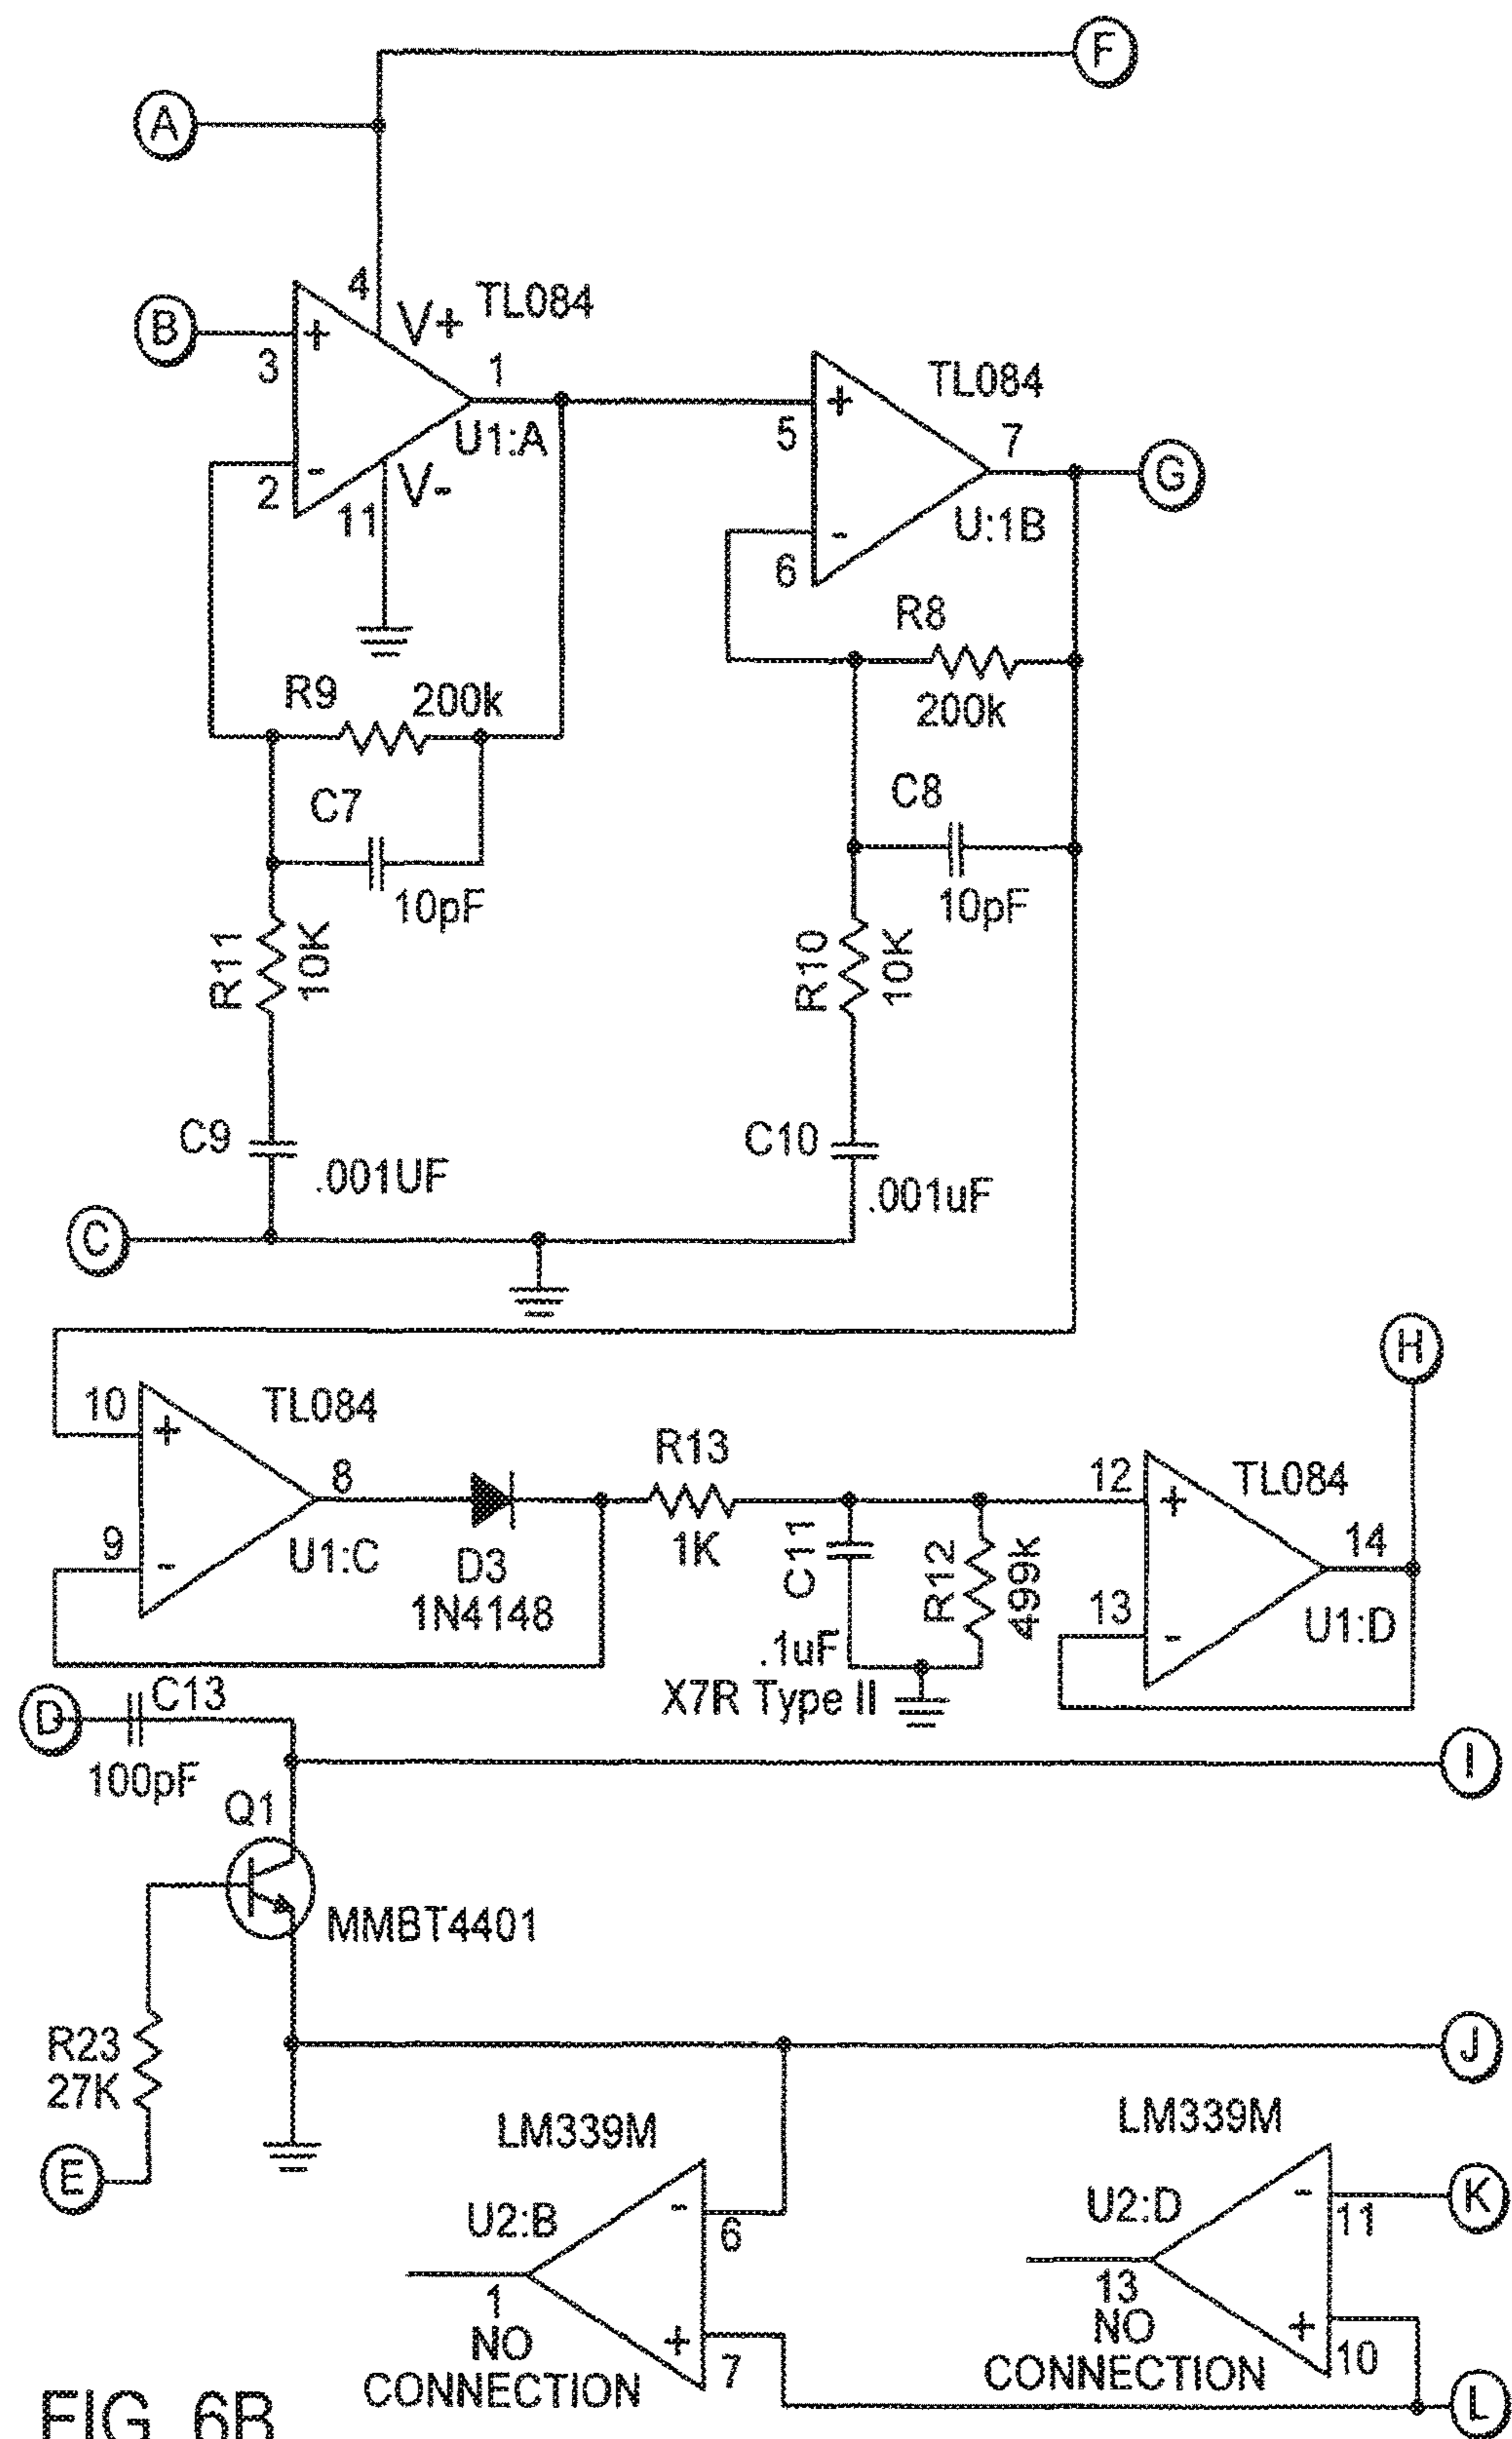 F
A
4
V+
TL084
B
+
3
1
TL084
+
5
7
U1:A
-
2
V-
11
G
U:1B
-
6
R8
R9
200k
200k
C7
C8
10pF
10pF
R11
10K
R10
10K
C9
.001UF
C10
.001uF
C
H
10
TL084
+
R13
8
12
TL084
+
9
-
U1:C
D3
1N4148
1K
C11
R12
499k
14
13
-
U1:D
.1uF
X7R Type II
D
C13
100pF
I
Q1
MMBT4401
R23
27K
J
E
LM339M
LM339M
U2:B
-
6
U2:D
-
11
K
1
NO
CONNECTION
+
7
13
NO
CONNECTION
+
10
L
FIG. 6B